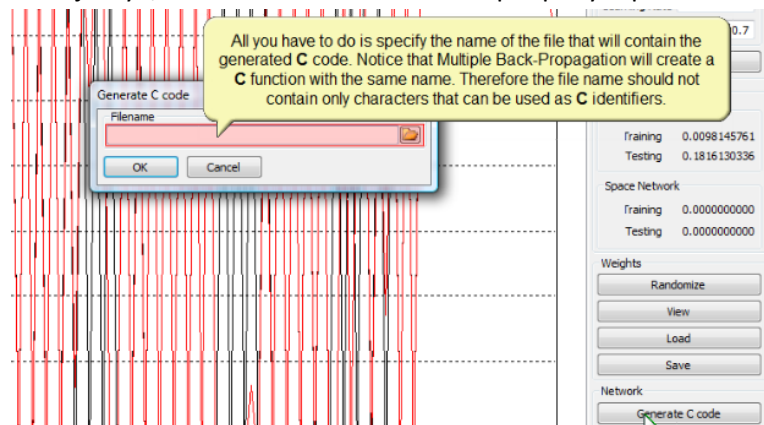 0.7
All you have to do is specify the name of the file that will contain the
generated C code. Notice that Multiple Back-Propagation will create a
C function with the same name. Therefore the file name should not
contain only characters that can be used as C identifiers.
Generate C code
Filename
OK
Cancel
Training 0.0098145761
Testing 0.1816130336
Space Network
Training 0.0000000000
Testing 0.0000000000
Weights
Randomize
View
Load
Save
Network
Generate C code